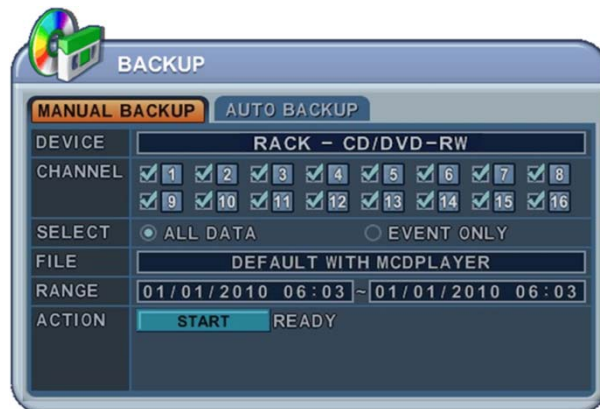 BACKUP
MANUAL BACKUP AUTO BACKUP
DEVICE RACK - CD/DVD-RW
CHANNEL 1 2 3 4 5 6 7 8
9 10 11 12 13 14 15 16
SELECT ALL DATA EVENT ONLY
FILE DEFAULT WITH MCDPLAYER
RANGE 01/01/2010 06:03~01/01/2010 06:03
ACTION START READY